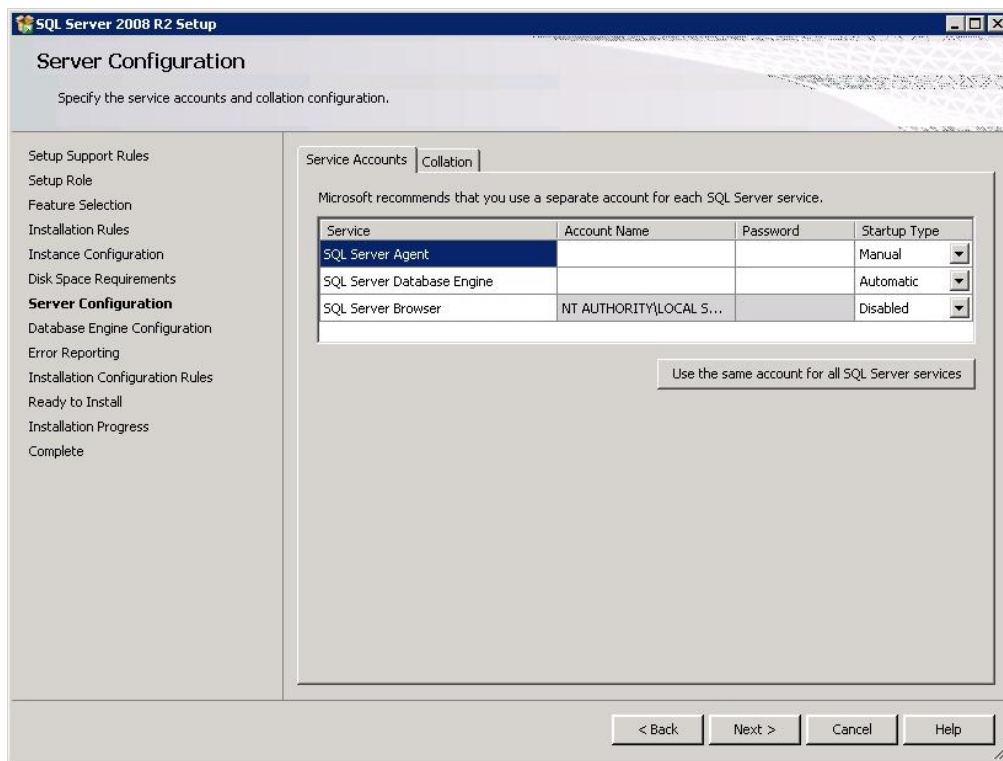 SQL Server 2008 R2 Setup
Server Configuration
Specify the service accounts and collation configuration.
Setup Support Rules
Setup Role
Feature Selection
Installation Rules
Instance Configuration
Disk Space Requirements
Server Configuration
Database Engine Configuration
Error Reporting
Installation Configuration Rules
Ready to Install
Installation Progress
Complete
Service Accounts Collation
Microsoft recommends that you use a separate account for each SQL Server service.
Service Account Name Password Startup Type
SQL Server Agent Manual
SQL Server Database Engine Automatic
SQL Server Browser NT AUTHORITY\LOCAL S... Disabled
Use the same account for all SQL Server services
< Back Next > Cancel Help